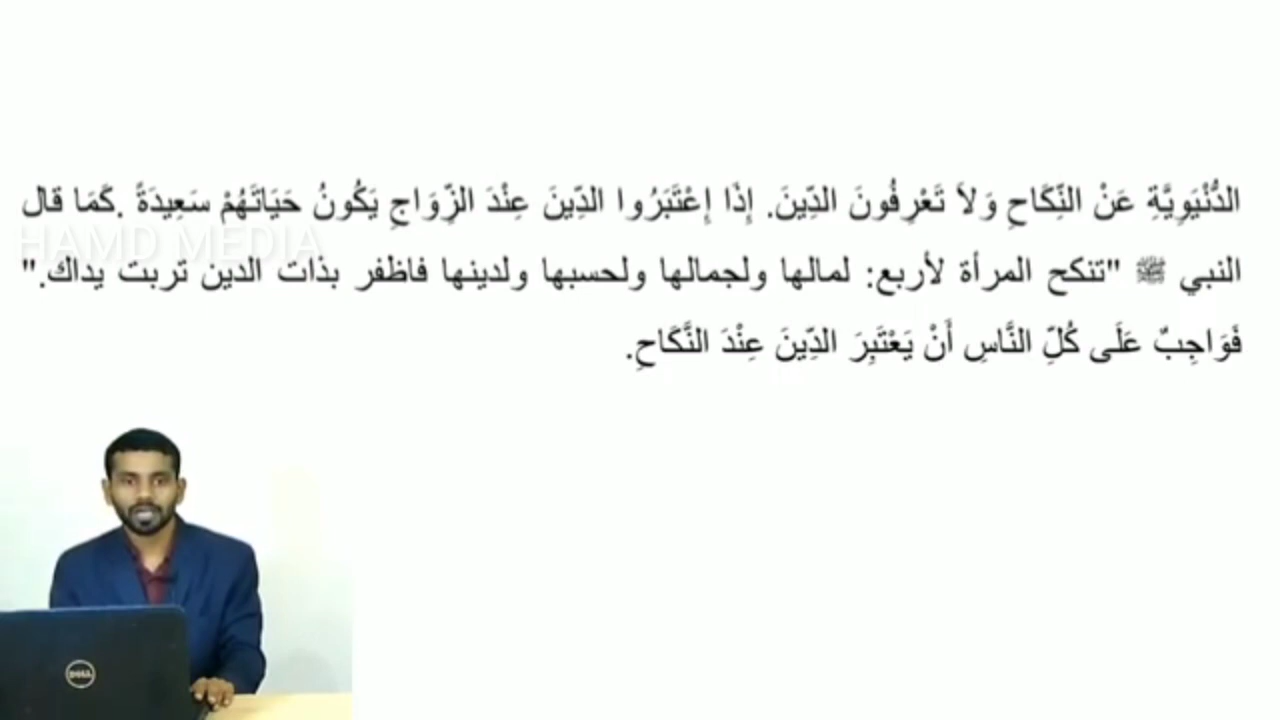 الدُّنْيَوِيَّةِ عَنْ النِّكَاحِ وَلاَ تَعْرِفُونَ الدِّينَ. إِذَا إِعْتَبَرُوا الدِّينَ عِنْدَ الزِّوَاجِ يَكُونُ حَيَاتَهُمْ سَعِيدَةً .كَمَا قال
HAMD MEDIA
النبي ﷺ "تنكح المرأة لأربع: لمالها ولجمالها ولحسبها ولدينها فاظفر بذات الدين تربت يداك."
فَوَاجِبٌ عَلَى كُلِّ النَّاسِ أَنْ يَعْتَبِرَ الدِّينَ عِنْدَ النَّكَاحِ.
DELL